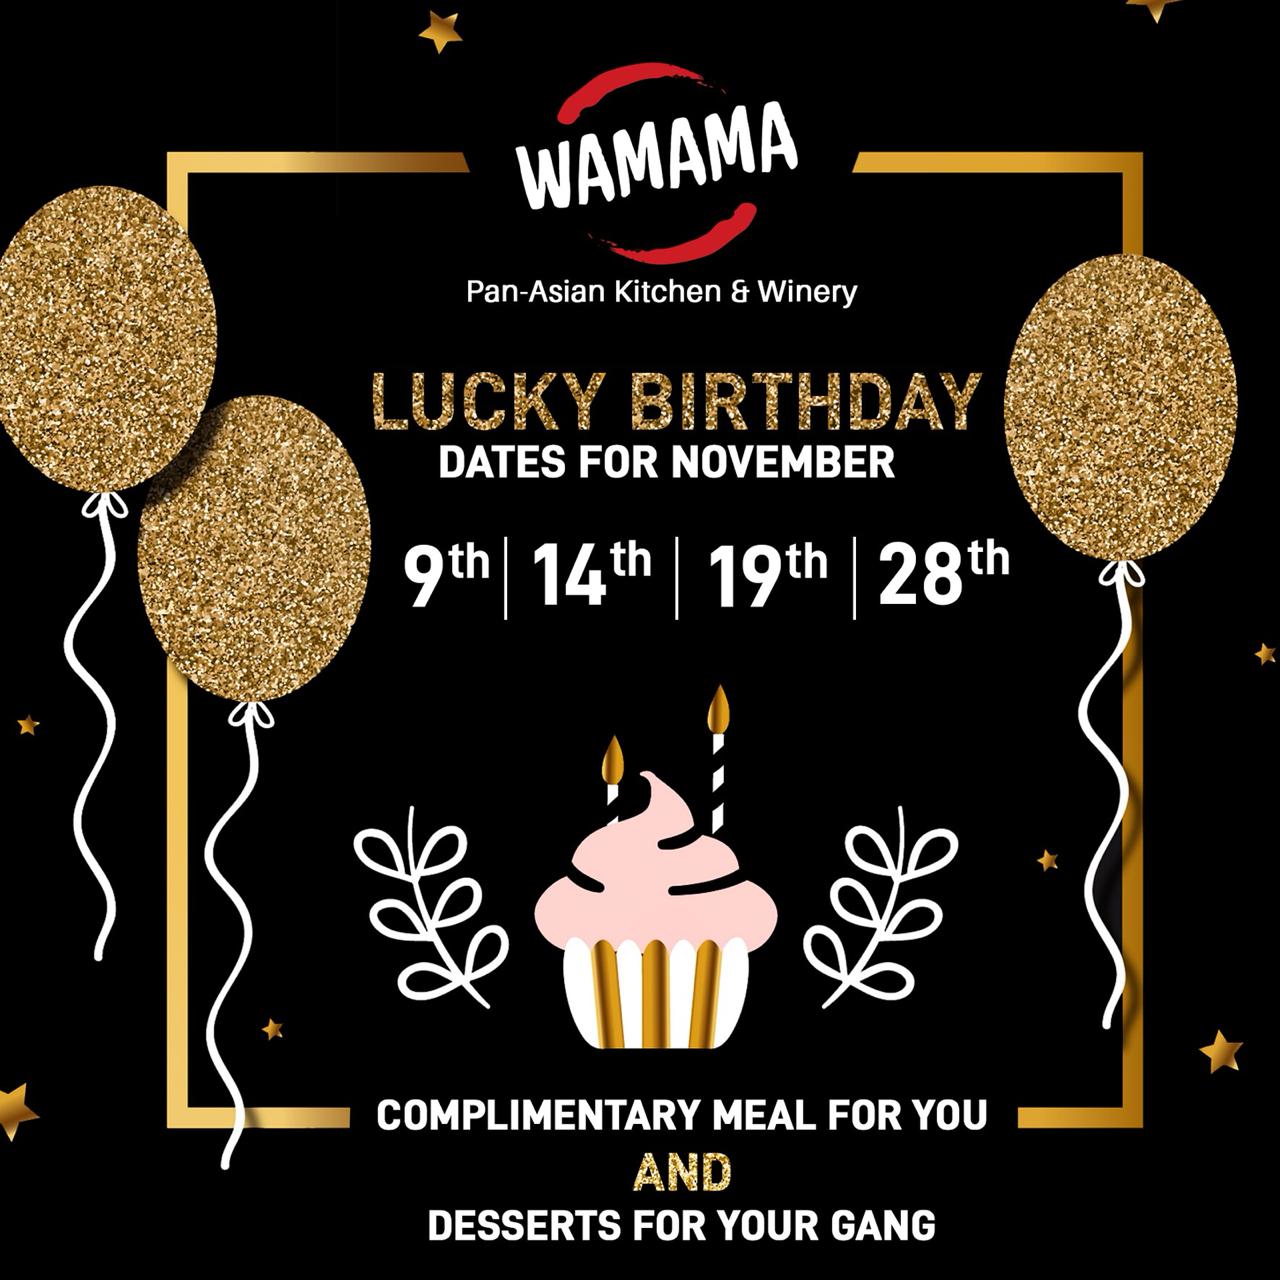 WAMAMA
Pan-Asian Kitchen & Winery
LUCKY BIRTHDAY
DATES FOR NOVEMBER
9th | 14th | 19th | 28th
COMPLIMENTARY MEAL FOR YOU
AND
DESSERTS FOR YOUR GANG